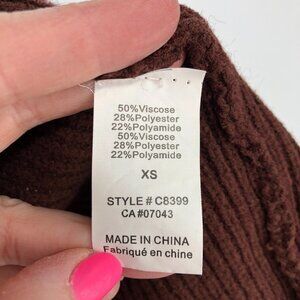 50%Viscose
28%Polyester
22%Polyamide
50%Viscose
28%Polyester
22%Polyamide
XS
STYLE # C8399
CA#07043
MADE IN CHINA
Fabriqué en chine